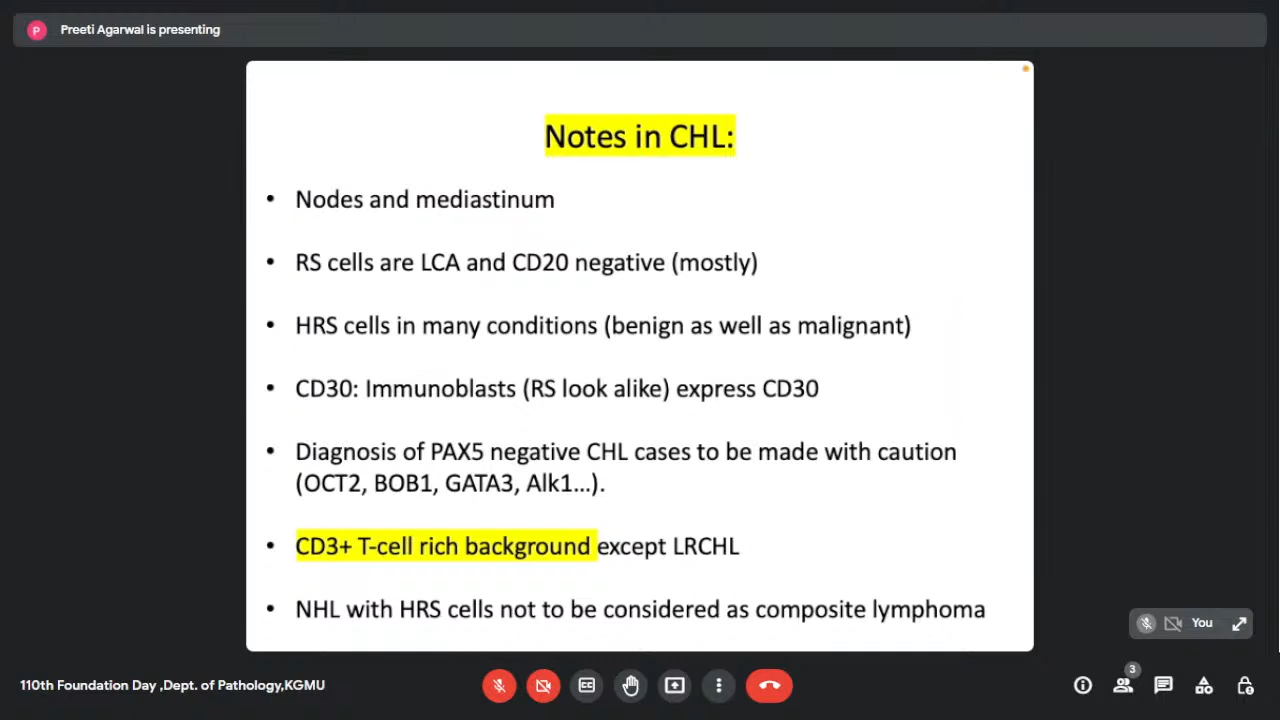 P Preeti Agarwal is presenting
Notes in CHL:
• Nodes and mediastinum
• RS cells are LCA and CD20 negative (mostly)
• HRS cells in many conditions (benign as well as malignant)
• CD30: Immunoblasts (RS look alike) express CD30
• Diagnosis of PAX5 negative CHL cases to be made with caution
(OCT2, BOB1, GATA3, Alk1...).
• CD3+ T-cell rich background except LRCHL
• NHL with HRS cells not to be considered as composite lymphoma
You
110th Foundation Day ,Dept. of Pathology,KGMU
3